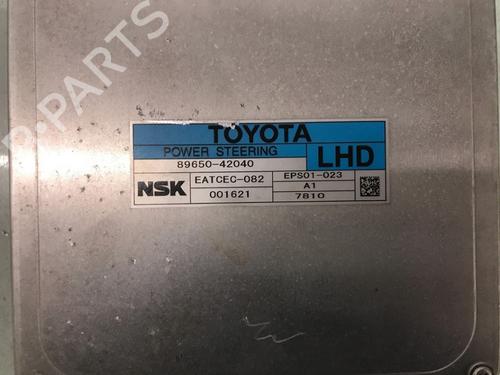 P-PARTS
TOYOTA
POWER STEERING
89650-42040
LHD
NSK
EATCEC-082
EPS01-023
001621
A1
7810